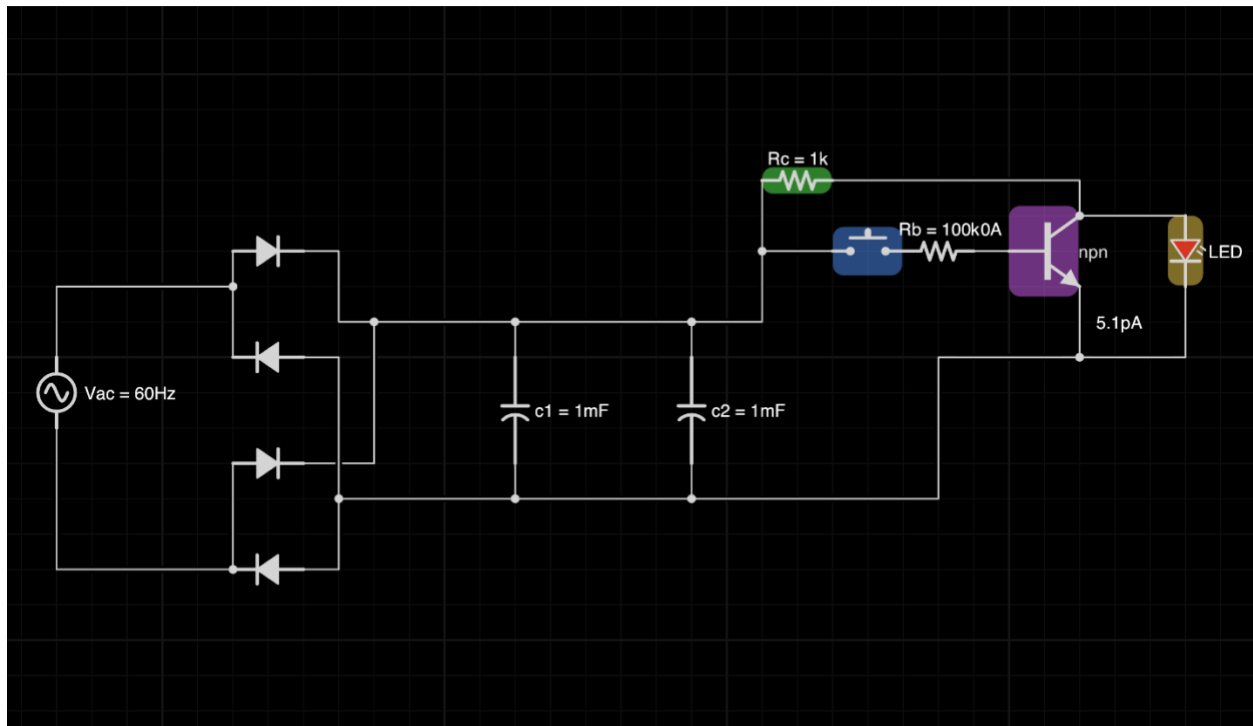 Rc = 1k
Rb = 100k0A
npn
LED
5.1pA
Vac = 60Hz
c1 = 1mF
c2 = 1mF